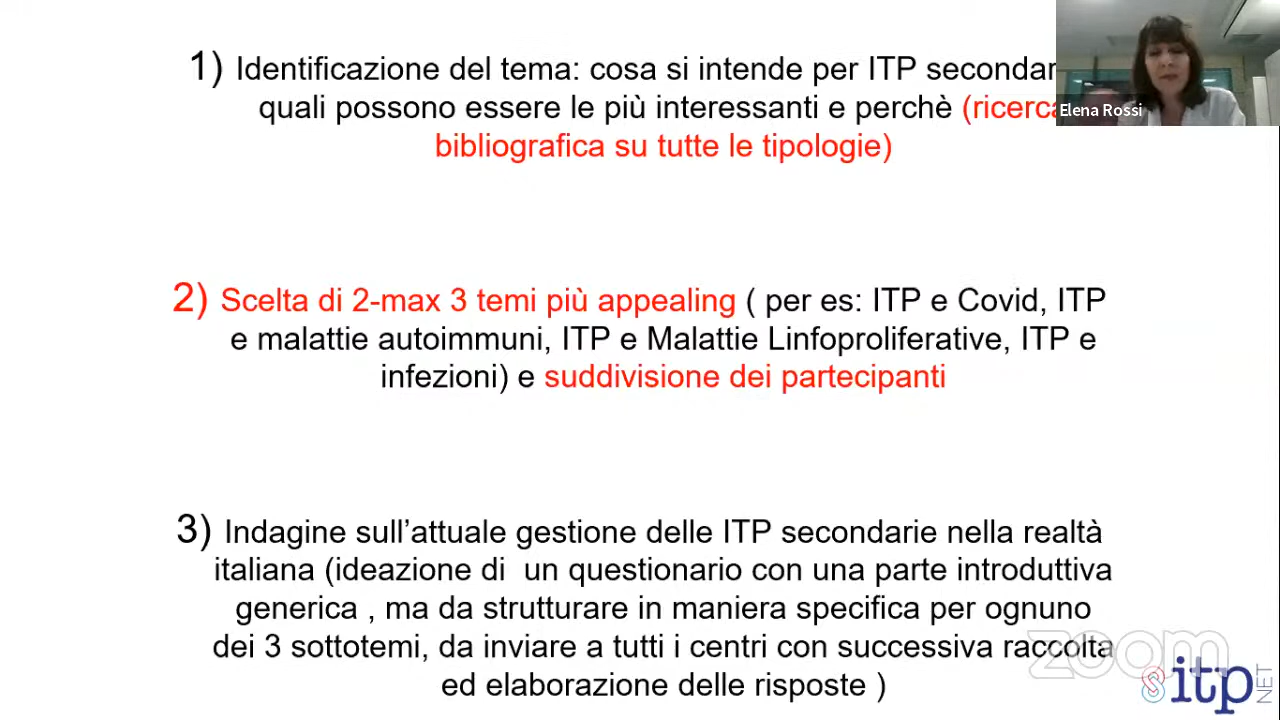 1) Identificazione del tema: cosa si intende per ITP
quali possono essere le più interessanti e perchè
bibliografica su tutte le tipologie)
Elena Rossi
2) Scelta di 2-max 3 temi più appealing ( per es: ITP e Covid, ITP
e malattie autoimmuni, ITP e Malattie Linfoproliferative, ITP e
infezioni) e suddivisione dei partecipanti
3) Indagine sull’attuale gestione delle ITP secondarie nella realtà
italiana (ideazione di un questionario con una parte introduttiva
generica , ma da strutturare in maniera specifica per ognuno
dei 3 sottotemi, da inviare a tutti i centri con successiva raccolta
ed elaborazione delle risposte )
zoom
itp
NET